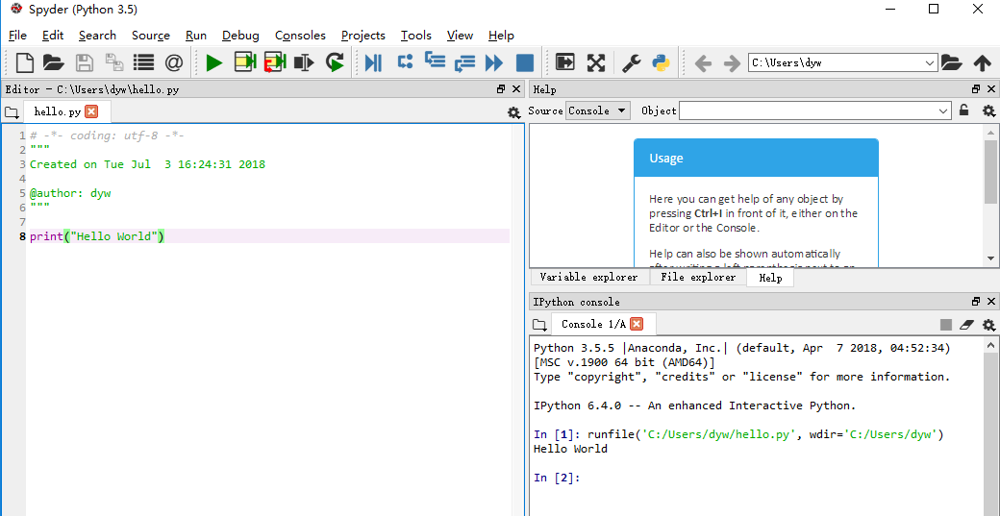 Spyder (Python 3.5)
File Edit Search Source Run Debug Consoles Projects Tools View Help
C:\Users\dyw
Editor - C:\Users\dyw\hello.py
hello.py
1 # -*- coding: utf-8 -*-
2 """
3 Created on Tue Jul  3 16:24:31 2018
4
5 @author: dyw
6 """
7
8 print("Hello World")
Help
Source Console Object
Usage
Here you can get help of any object by
pressing Ctrl+I in front of it, either on the
Editor or the Console.
Help can also be shown automatically
after writing a left parenthesis next to an
Variable explorer File explorer Help
IPython console
Console 1/A
Python 3.5.5 |Anaconda, Inc.| (default, Apr  7 2018, 04:52:34)
[MSC v.1900 64 bit (AMD64)]
Type "copyright", "credits" or "license" for more information.
IPython 6.4.0 -- An enhanced Interactive Python.
In [1]: runfile('C:/Users/dyw/hello.py', wdir='C:/Users/dyw')
Hello World
In [2]: